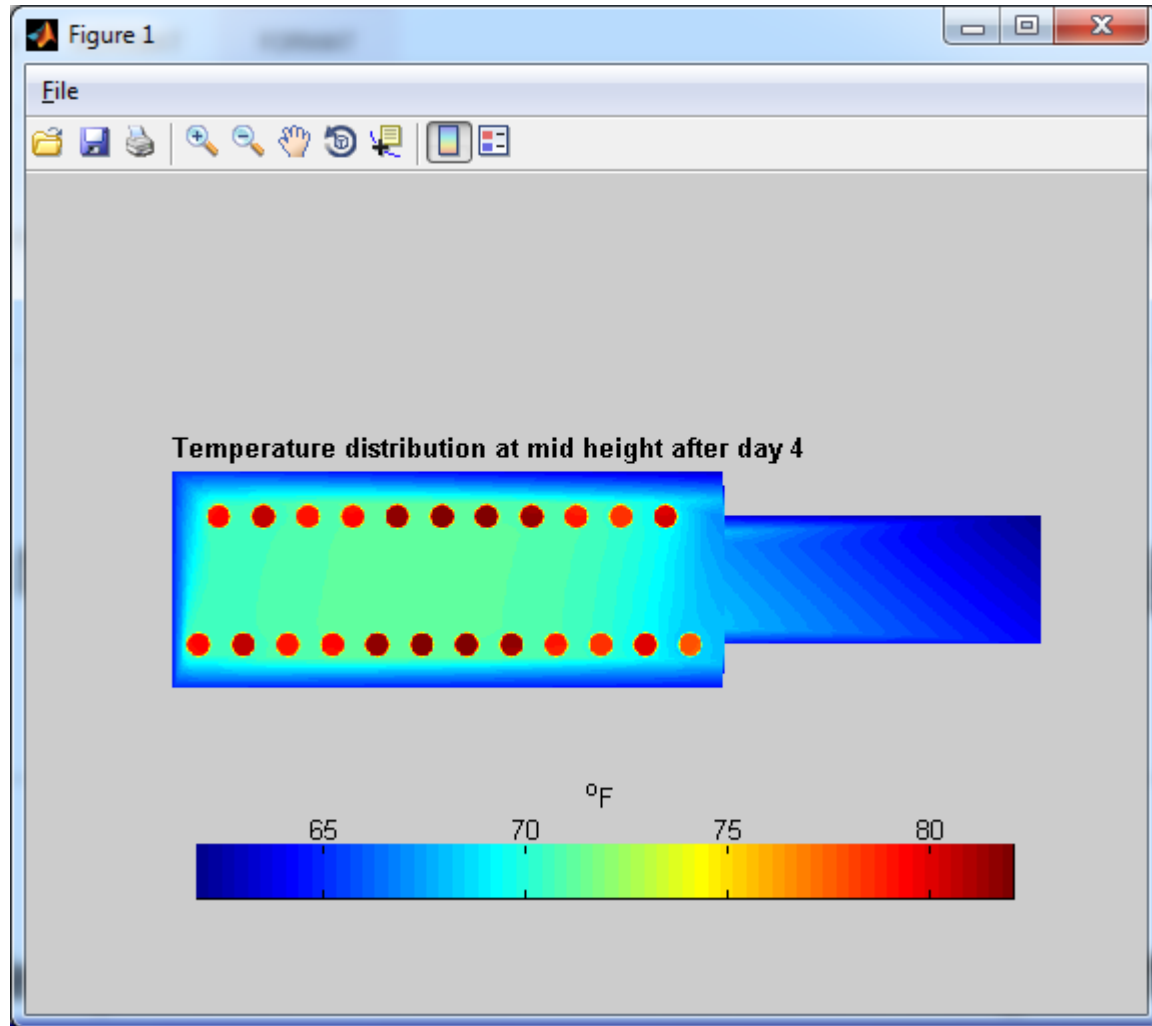 Figure 1
File
Temperature distribution at mid height after day 4
ºF
65 70 75 80